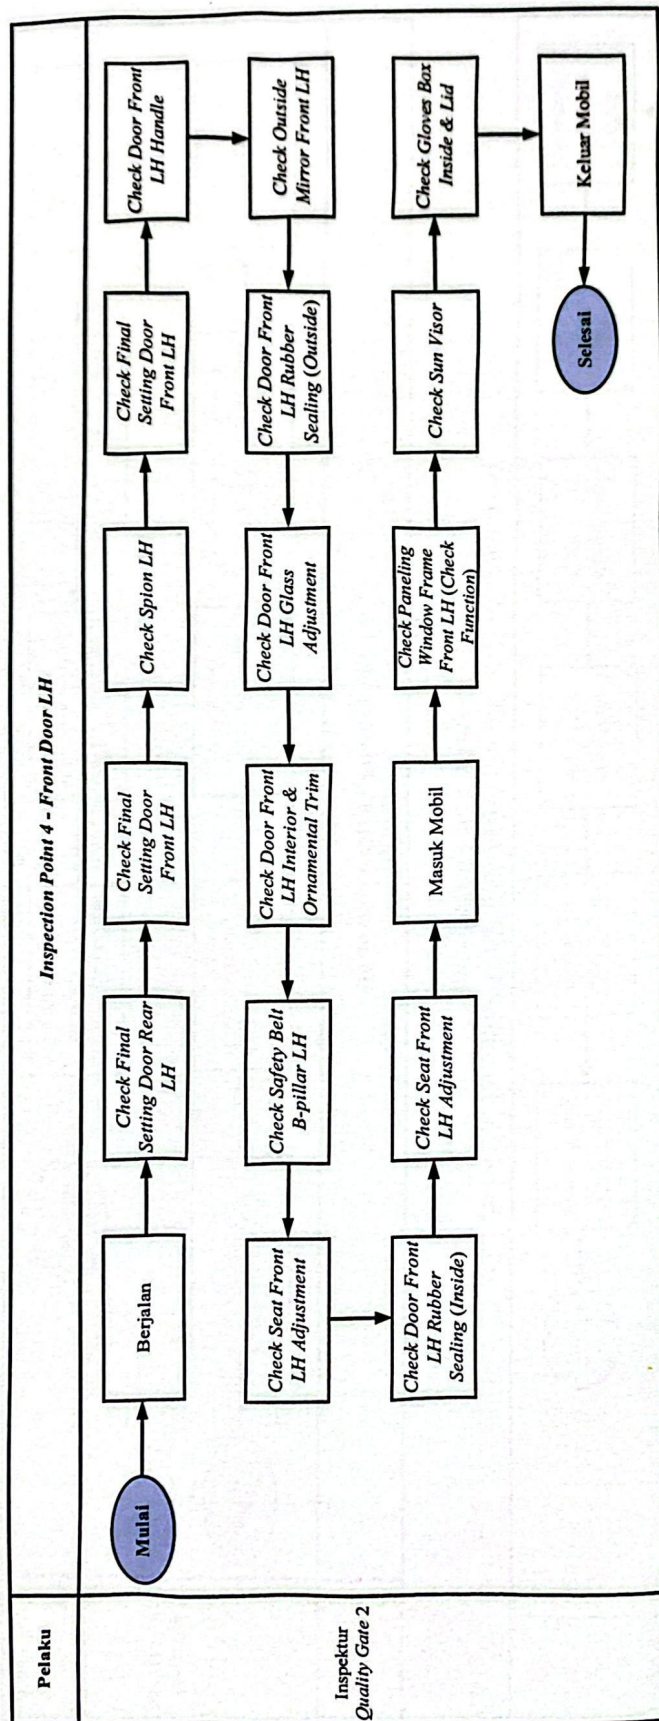 Pelaku
Inspection Point 4 - Front Door LH
Inspektur
Quality Gate 2
Mulai
Berjalan
Check Final
Setting Door Rear
LH
Check Final
Setting Door
Front LH
Check Spion LH
Check Final
Setting Door
Front LH
Check Door Front
LH Handle
Check Outside
Mirror Front LH
Check Door Front
LH Rubber
Sealing (Outside)
Check Door Front
LH Glass
Adjustment
Check Door Front
LH Interior &
Ornamental Trim
Check Safety Belt
B-pillar LH
Check Seat Front
LH Adjustment
Check Door Front
LH Rubber
Sealing (Inside)
Check Seat Front
LH Adjustment
Masuk Mobil
Check Paneling
Window Frame
Front LH (Check
Function)
Check Sun Visor
Check Gloves Box
Inside & Lid
Keluar Mobil
Selesai